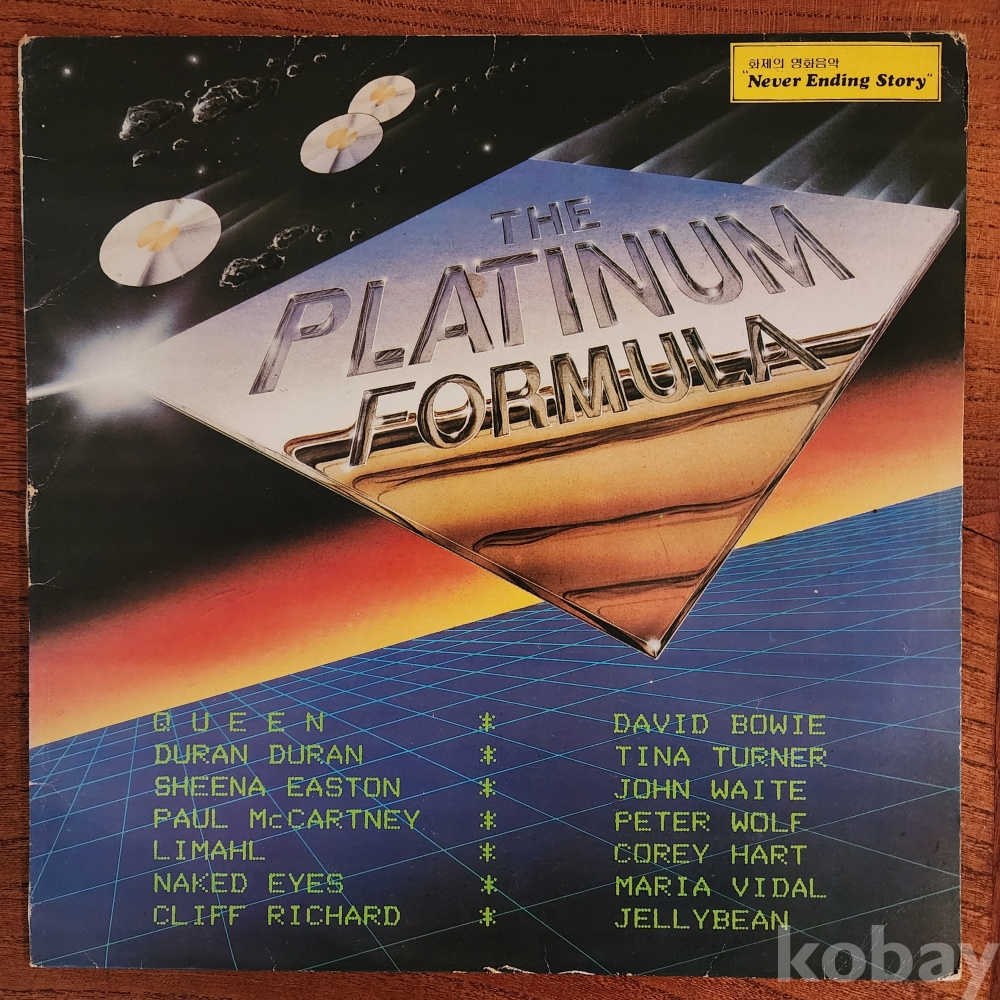 화제의 영화음악
"Never Ending Story"
THE
PLATINUM
FORMULA
QUEEN * DAVID BOWIE
DURAN DURAN * TINA TURNER
SHEENA EASTON * JOHN WAITE
PAUL McCARTNEY * PETER WOLF
LIMAHL * COREY HART
NAKED EYES * MARIA VIDAL
CLIFF RICHARD * JELLYBEAN
kobay